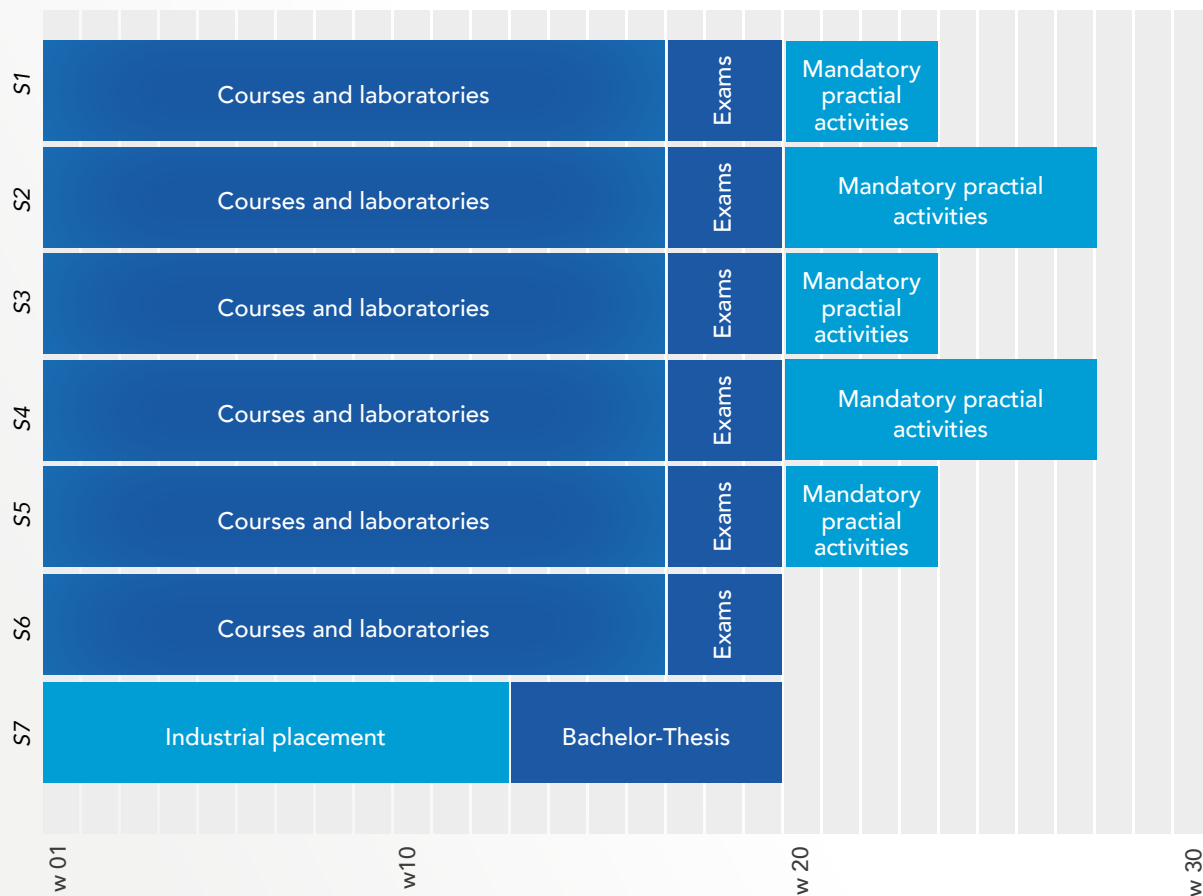 S1
Courses and laboratories
Exams
Mandatory
practial
activities
S2
Courses and laboratories
Exams
Mandatory practial
activities
S3
Courses and laboratories
Exams
Mandatory
practial
activities
S4
Courses and laboratories
Exams
Mandatory practial
activities
S5
Courses and laboratories
Exams
Mandatory
practial
activities
S6
Courses and laboratories
Exams
S7
Industrial placement
Bachelor-Thesis
w 01
w10
w 20
w 30